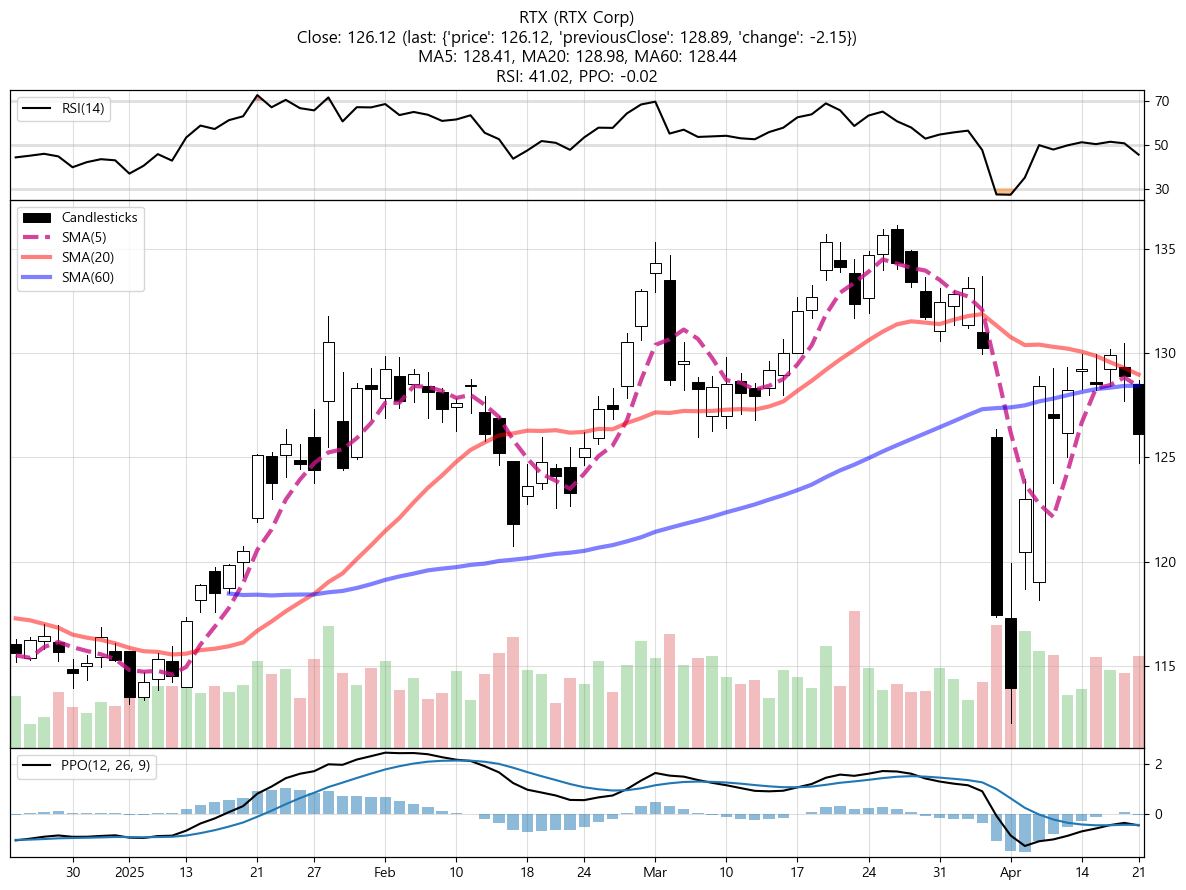 RTX (RTX Corp)
Close: 126.12 (last: {'price': 126.12, 'previousClose': 128.89, 'change': -2.15})
MA5: 128.41, MA20: 128.98, MA60: 128.44
RSI: 41.02, PPO: -0.02
RSI(14)
70
50
30
Candlesticks
SMA(5)
SMA(20)
SMA(60)
135
130
125
120
115
PPO(12, 26, 9)
2
0
30 2025 13 21 27 Feb 10 18 24 Mar 10 17 24 31 Apr 14 21